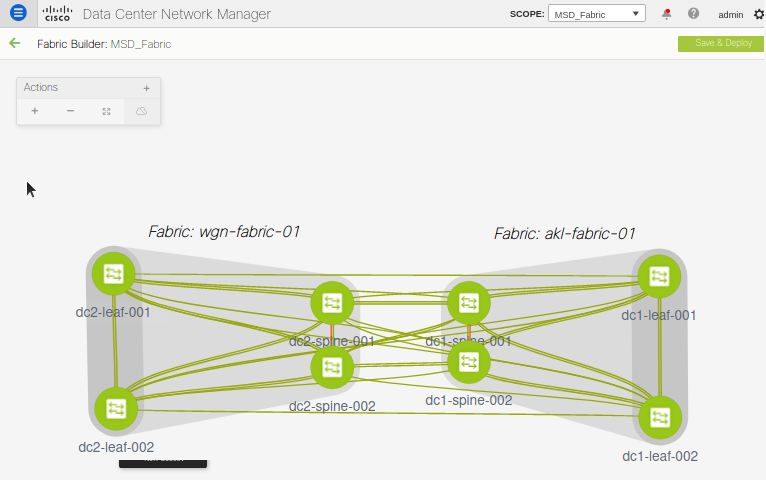 CISCO Data Center Network Manager SCOPE: MSD_Fabric admin
Fabric Builder: MSD_Fabric Save & Deploy
Actions
Fabric: wgn-fabric-01 Fabric: akl-fabric-01
dc2-leaf-001 dc1-leaf-001
dc2-spine-001 dc1-spine-001
dc2-spine-002 dc1-spine-002
dc2-leaf-002 dc1-leaf-002